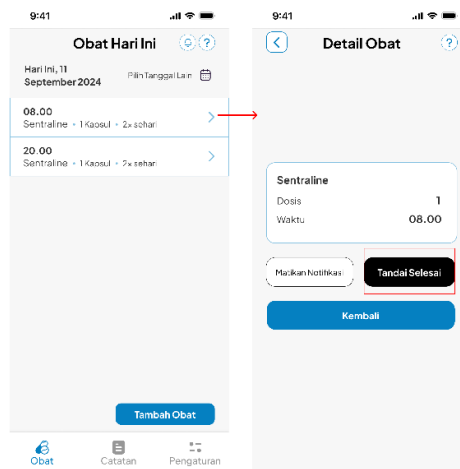 9:41
Obat Hari Ini
?
Hari Ini, 11
September 2024
Pilih Tanggal Lain
08.00
Sentraline • 1 Kapsul • 2x sehari
20.00
Sentraline • 1 Kapsul • 2x sehari
Tambah Obat
Obat
Catatan
Pengaturan
9:41
Detail Obat
?
Sentraline
Dosis 1
Waktu 08.00
Matikan Notifikasi
Tandai Selesai
Kembali